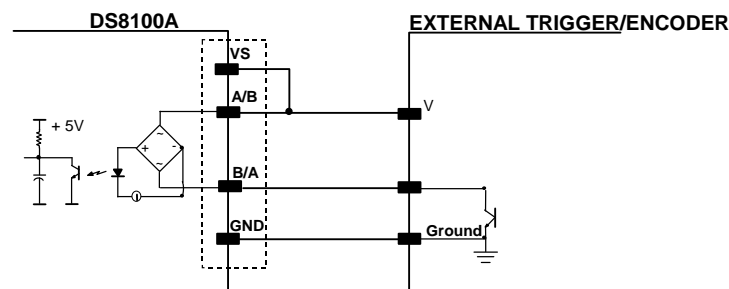 DS8100A
EXTERNAL TRIGGER/ENCODER
VS
A/B
V
+ 5V
+
~
-
~
B/A
GND
Ground